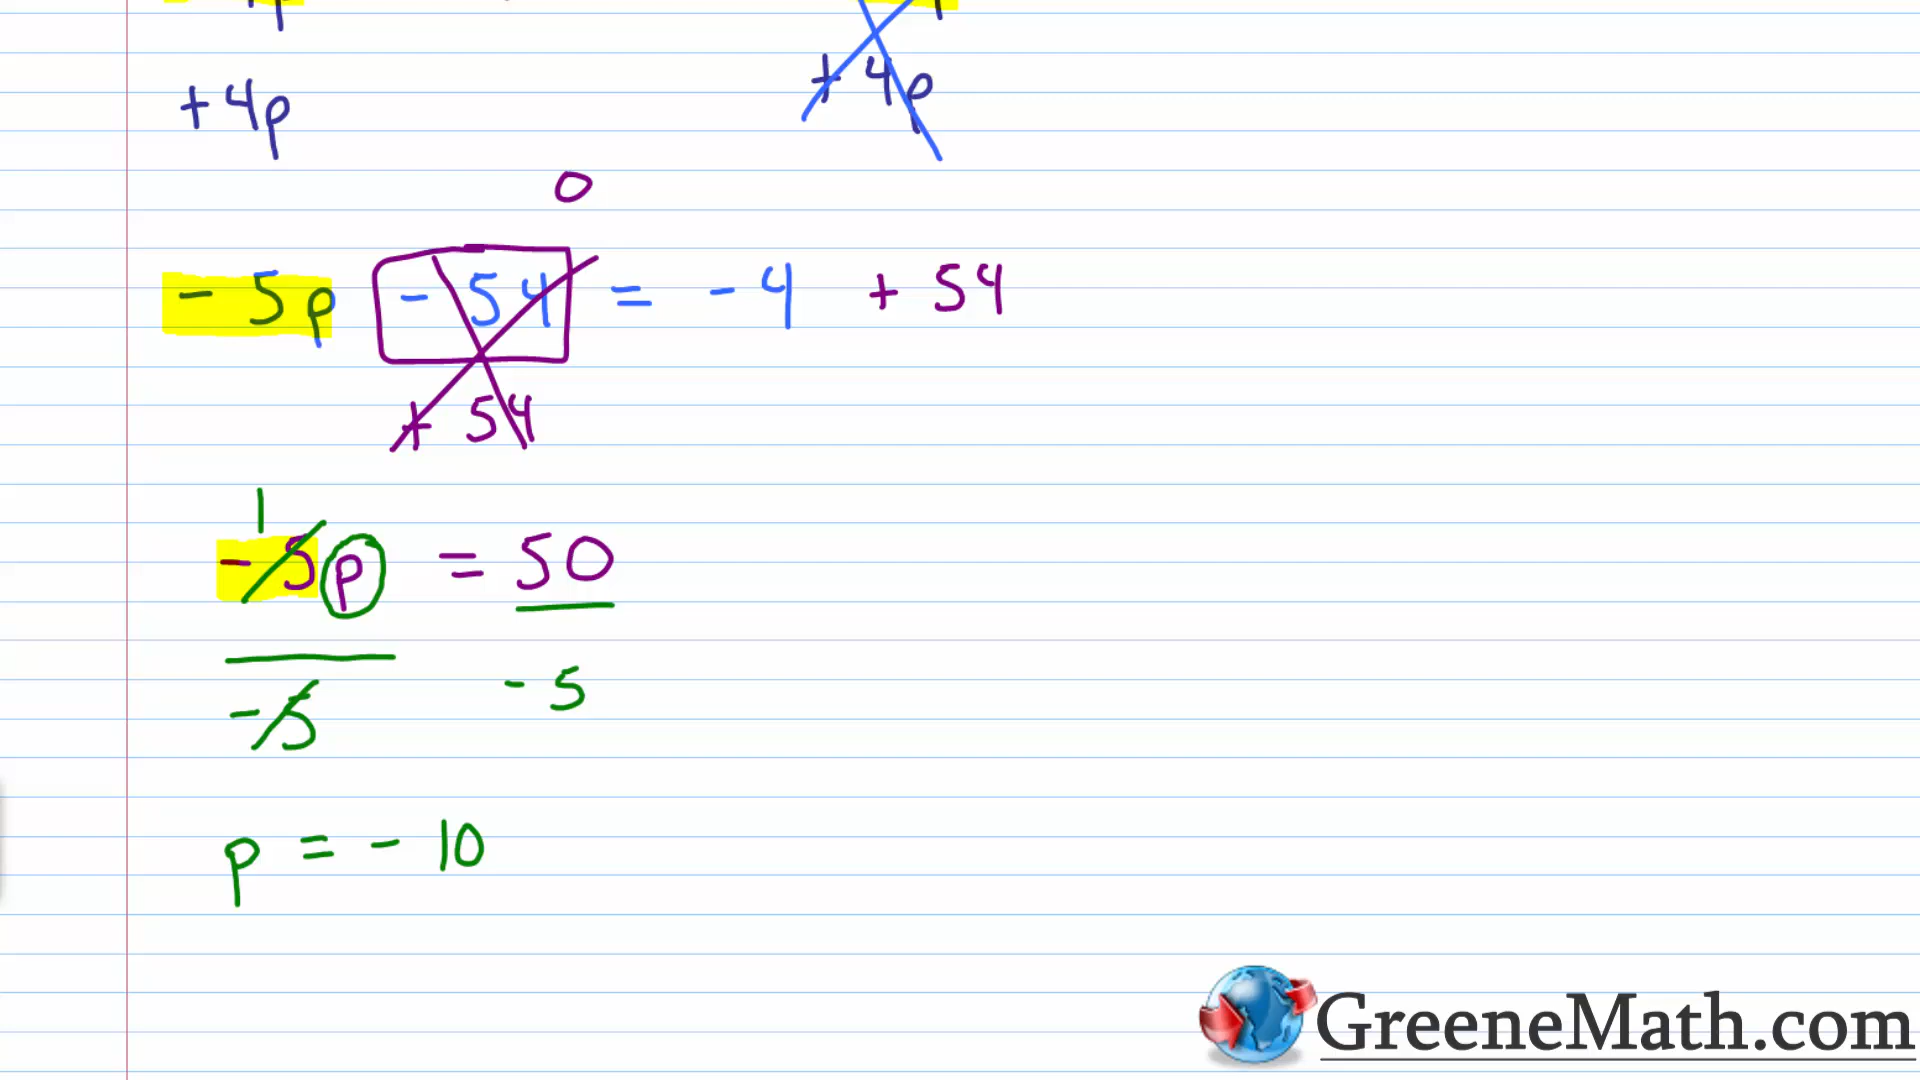 + 4p
+ 4p
0
- 5p - 54 = - 4 + 54
+ 54
1
- 5p = 50
- 5 - 5
p = - 10
GreeneMath.com